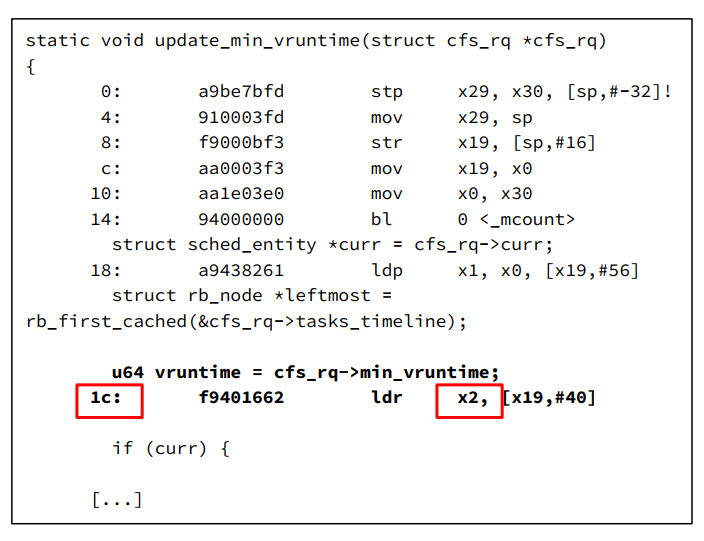 static void update_min_vruntime(struct cfs_rq *cfs_rq)
{
0: a9be7bfd stp x29, x30, [sp,#-32]!
4: 910003fd mov x29, sp
8: f9000bf3 str x19, [sp,#16]
c: aa0003f3 mov x19, x0
10: aa1e03e0 mov x0, x30
14: 94000000 bl 0 <_mcount>
struct sched_entity *curr = cfs_rq->curr;
18: a9438261 ldp x1, x0, [x19,#56]
struct rb_node *leftmost =
rb_first_cached(&cfs_rq->tasks_timeline);
u64 vruntime = cfs_rq->min_vruntime;
1c: f9401662 ldr x2, [x19,#40]
if (curr) {
[...]